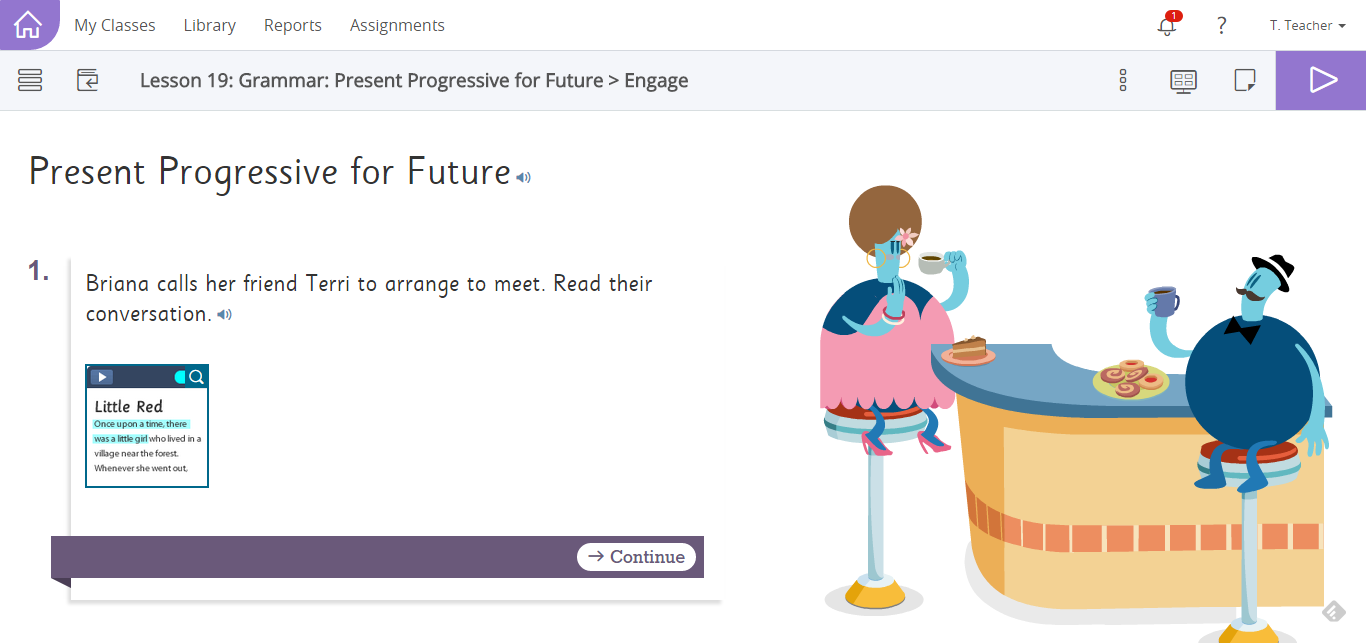 My Classes Library Reports Assignments 1 ? T. Teacher
Lesson 19: Grammar: Present Progressive for Future > Engage
Present Progressive for Future
1.
Briana calls her friend Terri to arrange to meet. Read their
conversation.
Little Red
Once upon a time, there
was a little girl who lived in a
village near the forest.
Whenever she went out,
→ Continue